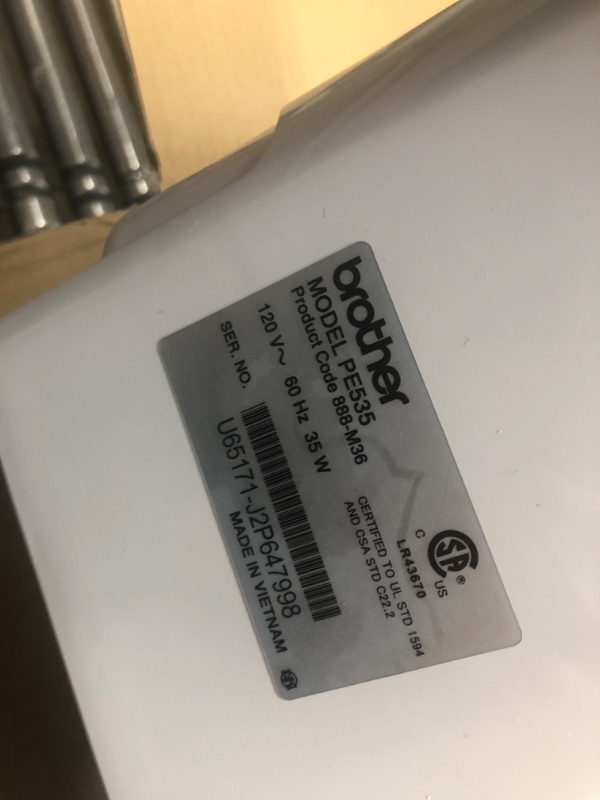 brother
MODEL PE535
Product Code 888-M36
120 V～ 60 Hz 35 W
SER. NO.
U65171-J2P647998
MADE IN VIETNAM
C SA ® US
LR43670
CERTIFIED TO UL STD 1594
AND CSA STD C22.2